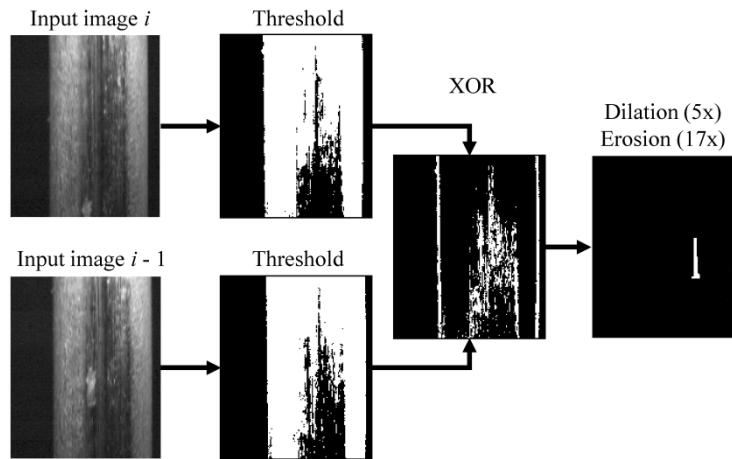 Input image i
Threshold
XOR
Dilation (5x)
Erosion (17x)
Input image i - 1
Threshold